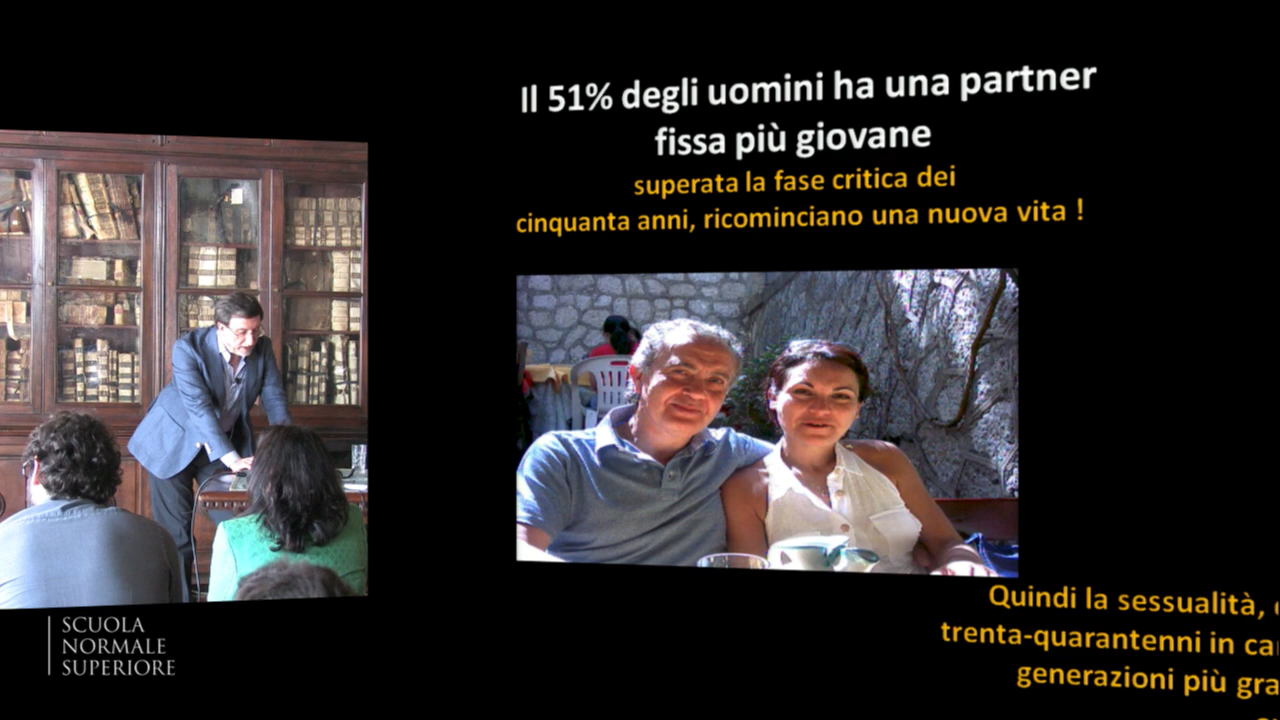 Il 51% degli uomini ha una partner
fissa più giovane
superata la fase critica dei
cinquanta anni, ricominciano una nuova vita !
Quindi la sessualità,
trenta-quarantenni in
generazioni più
SCUOLA
NORMALE
SUPERIORE